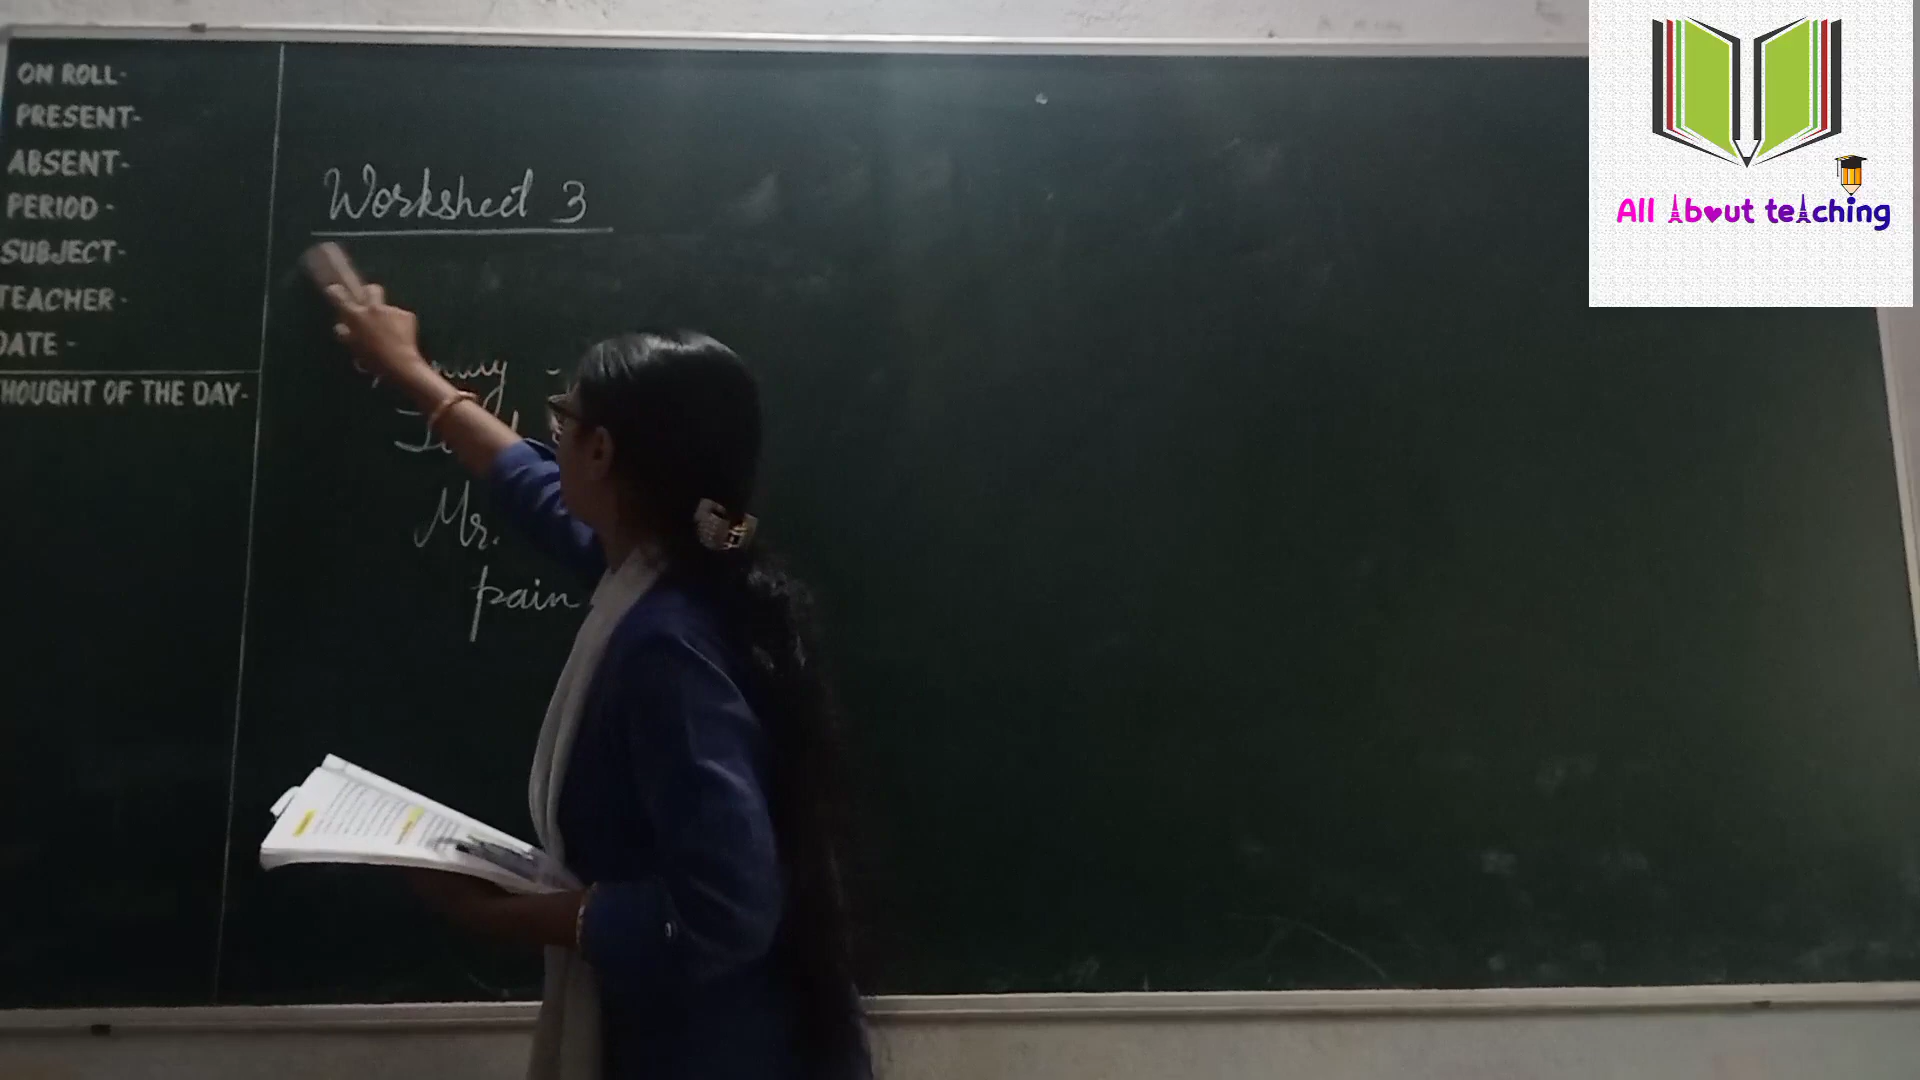 ON ROLL-
PRESENT-
ABSENT-
PERIOD -
SUBJECT-
TEACHER -
DATE -
THOUGHT OF THE DAY-
Worksheet 3
Mr.
pain
All About teaching